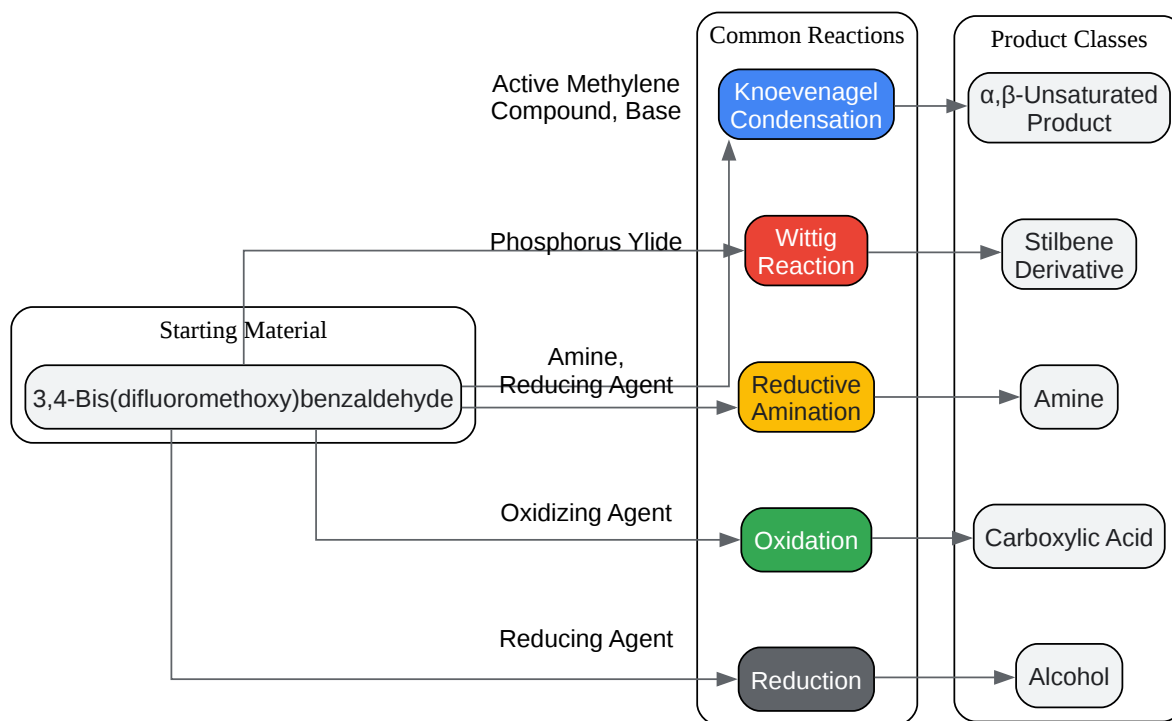 Common Reactions
Product Classes
Active Methylene
Compound, Base
Knoevenagel
Condensation
α,β-Unsaturated
Product
Phosphorus Ylide
Wittig
Reaction
Stilbene
Derivative
Starting Material
3,4-Bis(difluoromethoxy)benzaldehyde
Amine,
Reducing Agent
Reductive
Amination
Amine
Oxidizing Agent
Oxidation
Carboxylic Acid
Reducing Agent
Reduction
Alcohol